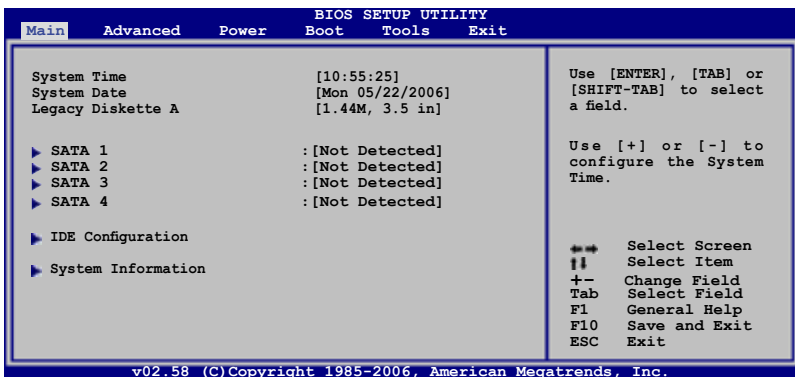 BIOS SETUP UTILITY
Main Advanced Power Boot Tools Exit
System Time [10:55:25]
System Date [Mon 05/22/2006]
Legacy Diskette A [1.44M, 3.5 in]
SATA 1 :[Not Detected]
SATA 2 :[Not Detected]
SATA 3 :[Not Detected]
SATA 4 :[Not Detected]
IDE Configuration
System Information
Use [ENTER], [TAB] or
[SHIFT-TAB] to select
a field.
Use [+] or [-] to
configure the System
Time.
←→ Select Screen
↑↓ Select Item
+- Change Field
Tab Select Field
F1 General Help
F10 Save and Exit
ESC Exit
v02.58 (C)Copyright 1985-2006, American Megatrends, Inc.